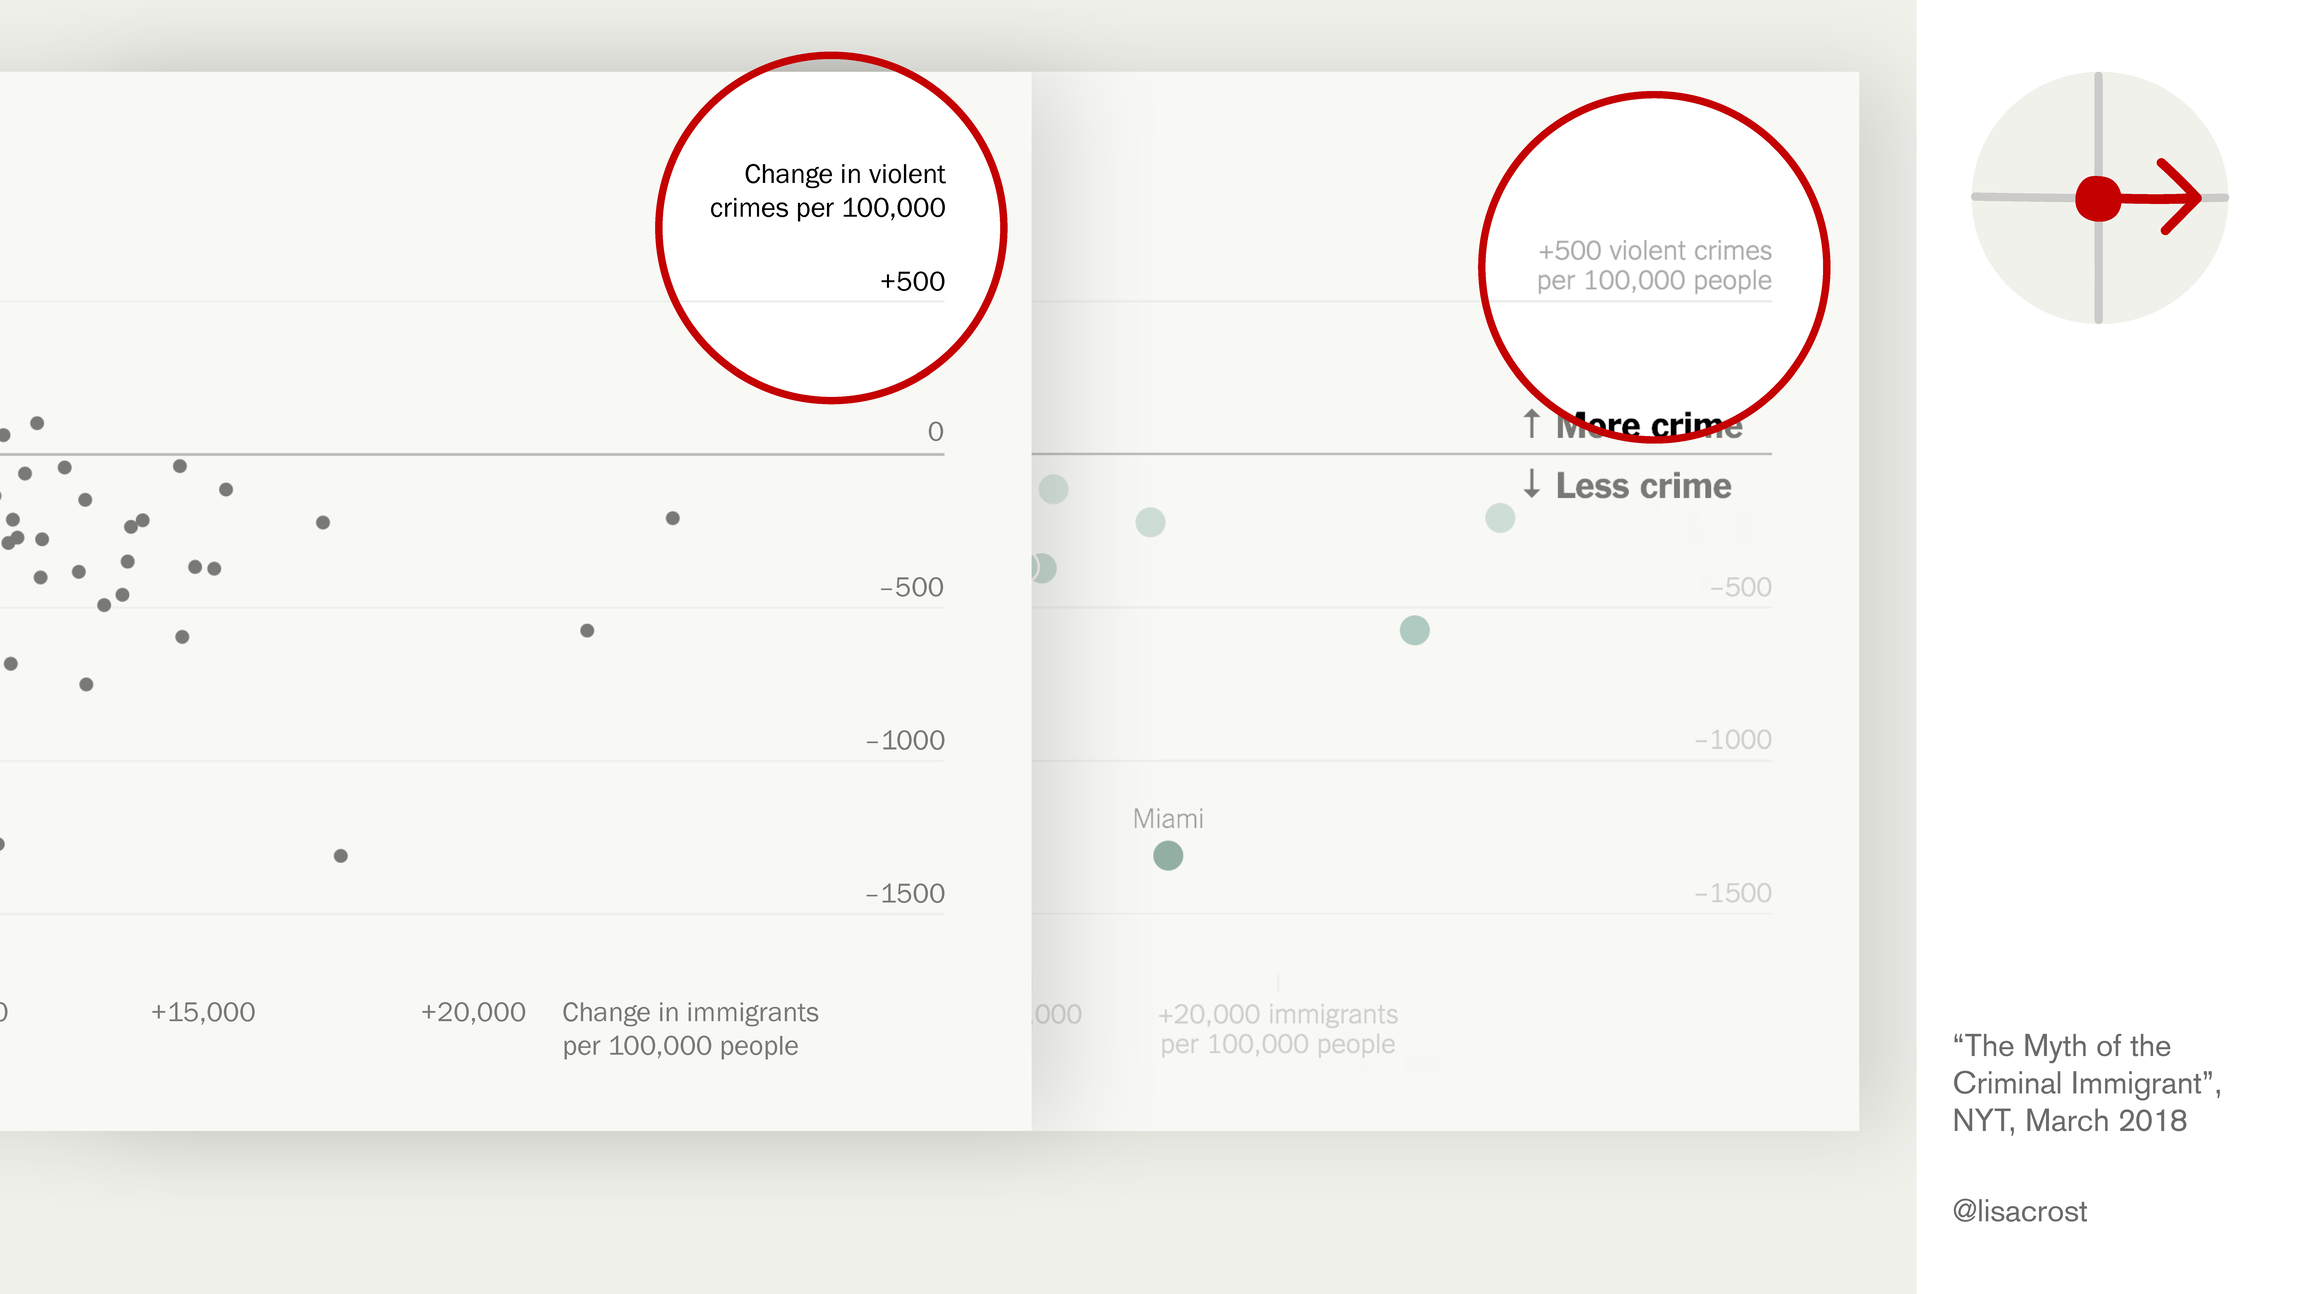 Change in violent
crimes per 100,000
+500
0
–500
–1000
–1500
+15,000
+20,000
Change in immigrants
per 100,000 people
+500 violent crimes
per 100,000 people
↑ More crime
↓ Less crime
–500
–1000
Miami
–1500
,000
+20,000 immigrants
per 100,000 people
“The Myth of the
Criminal Immigrant”,
NYT, March 2018
@lisacrost